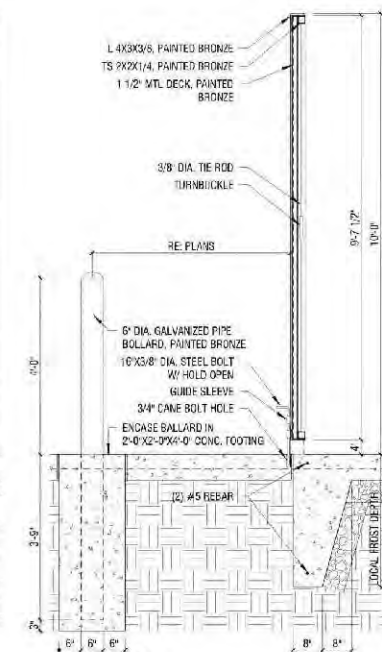 L 4X3X3/8, PAINTED BRONZE
TS 2X2X1/4, PAINTED BRONZE
1 1/2" MTL DECK, PAINTED
BRONZE
3/8" DIA. TIE ROD
TURNBUCKLE
9'-7 1/2"
10'-0"
RE: PLANS
4'-0"
6" DIA. GALVANIZED PIPE
BOLLARD, PAINTED BRONZE
16"X3/8" DIA. STEEL BOLT
W/ HOLD OPEN
GUIDE SLEEVE
3/4" CANE BOLT HOLE
ENCASE BALLARD IN
2'-0"X2'-0"X4'-0" CONC. FOOTING
4"
(2) #5 REBAR
LOCAL FROST DEPTH
3'-9"
3"
6" 6" 6"
8" 8"